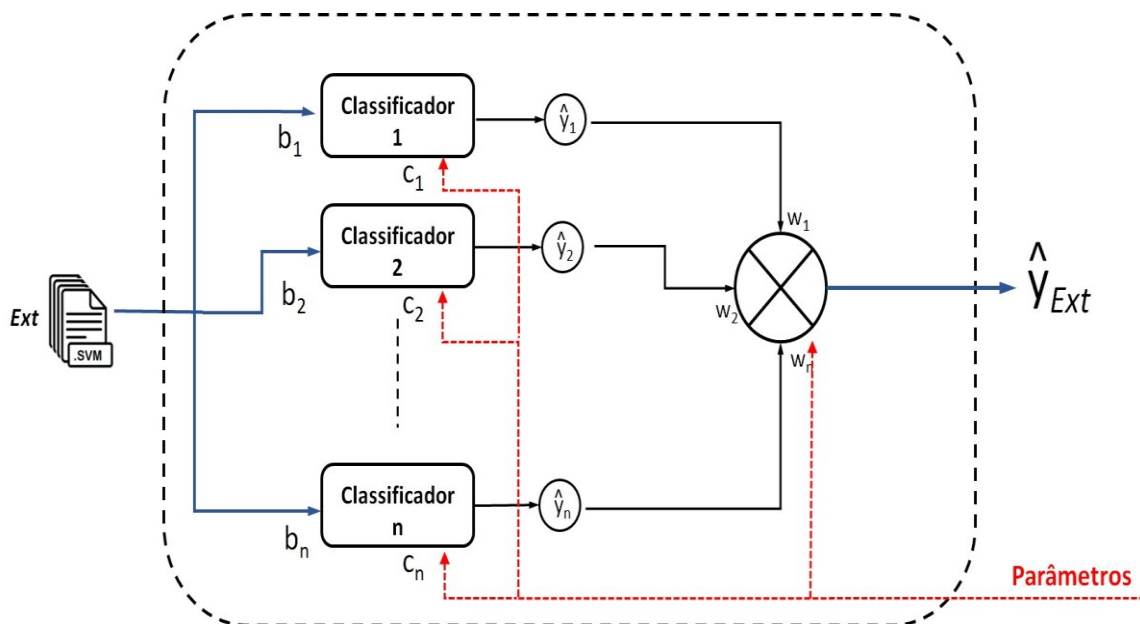 Classificador
1
ŷ₁
b₁
c₁
w₁
Classificador
2
ŷ₂
b₂
c₂
w₂
Ext
.SVM
ŷ_Ext
wₙ
Classificador
n
ŷₙ
bₙ
cₙ
Parâmetros